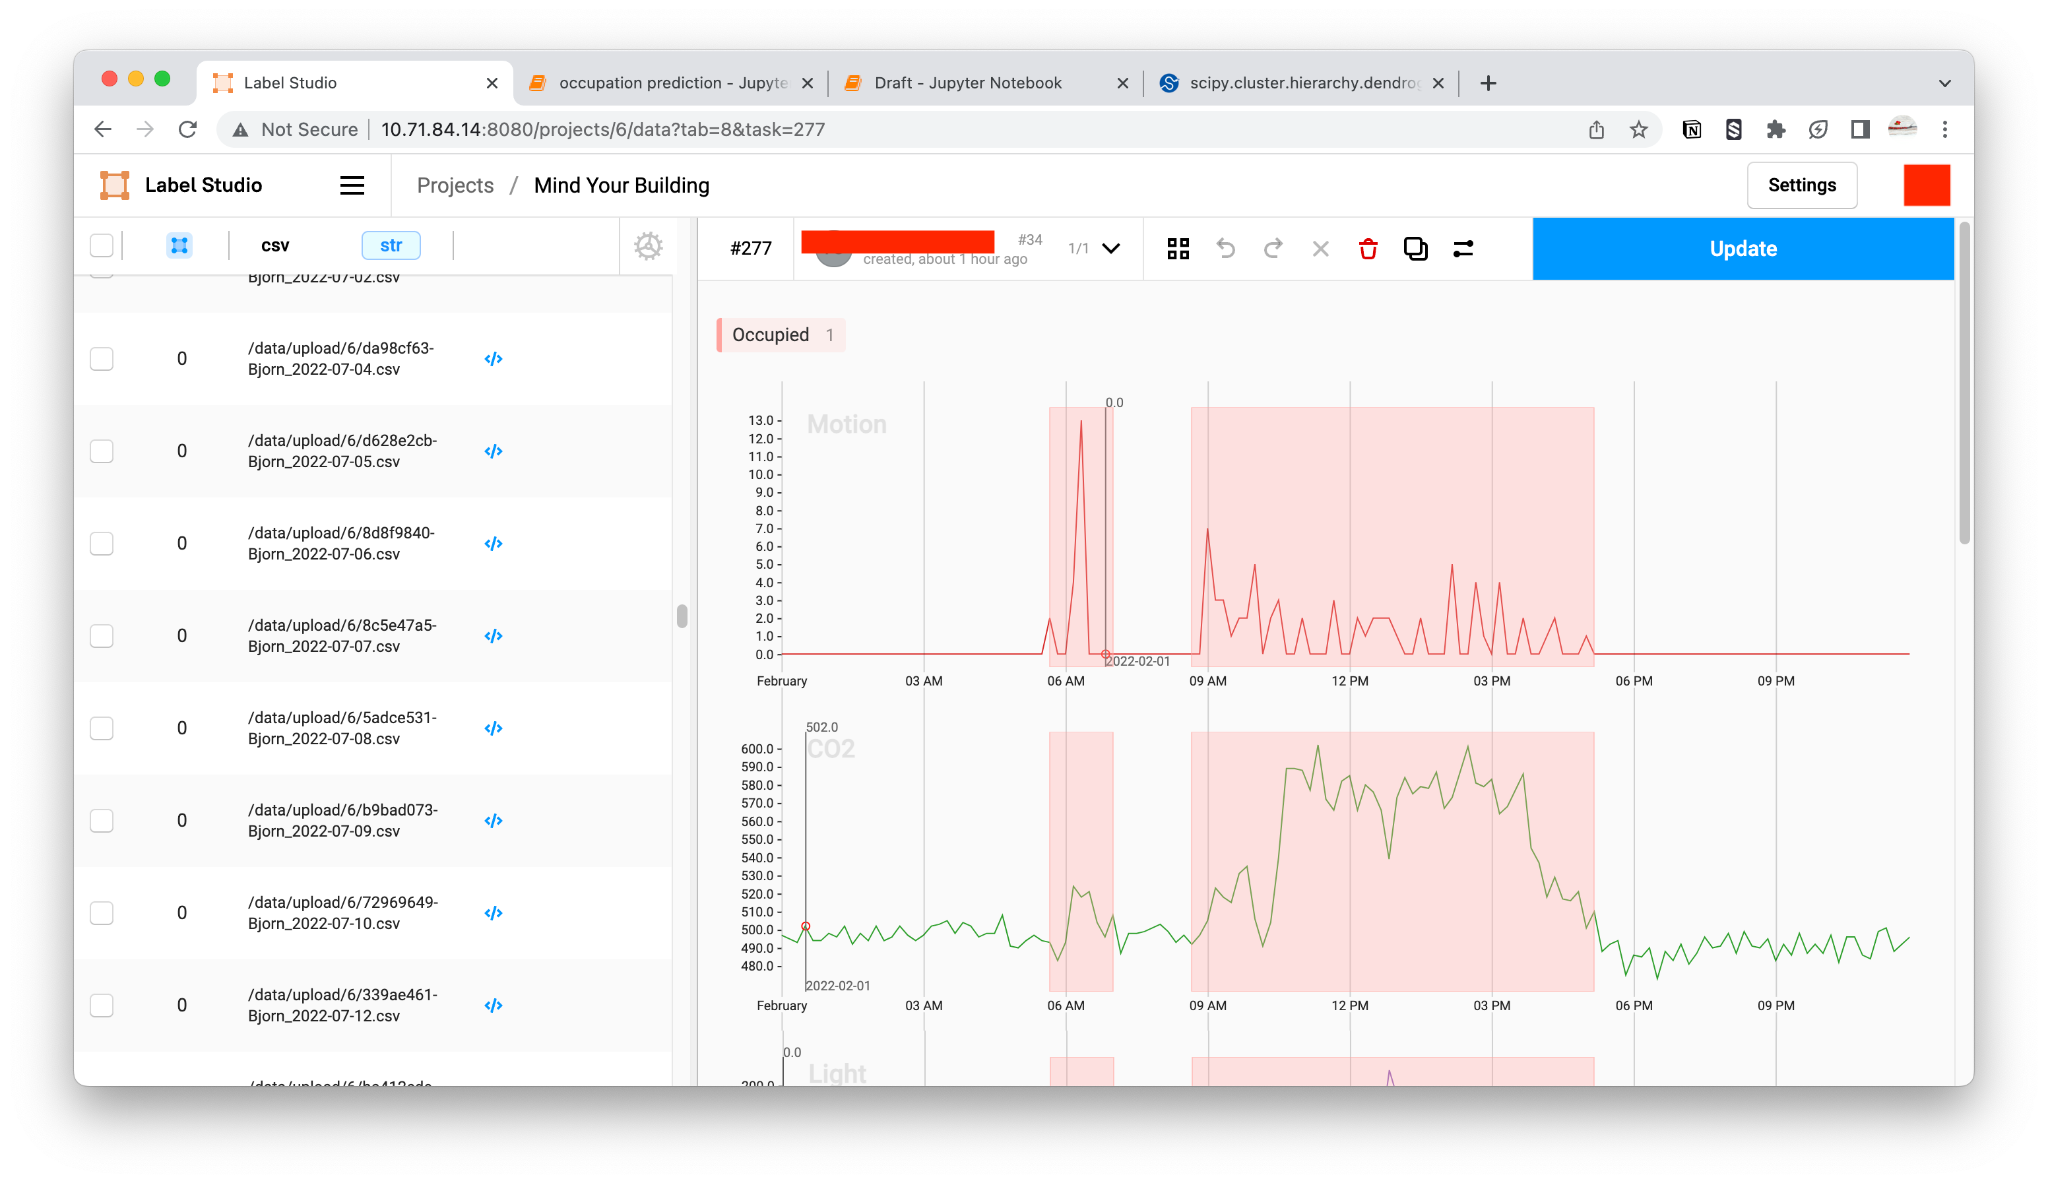 Label Studio
occupation prediction - Jupyte
Draft - Jupyter Notebook
scipy.cluster.hierarchy.dendrog
Not Secure
10.71.84.14:8080/projects/6/data?tab=8&task=277
Label Studio
Projects / Mind Your Building
Settings
csv
str
Bjorn_2022-07-02.csv
0
/data/upload/6/da98cf63-
Bjorn_2022-07-04.csv
</>
0
/data/upload/6/d628e2cb-
Bjorn_2022-07-05.csv
</>
0
/data/upload/6/8d8f9840-
Bjorn_2022-07-06.csv
</>
0
/data/upload/6/8c5e47a5-
Bjorn_2022-07-07.csv
</>
0
/data/upload/6/5adce531-
Bjorn_2022-07-08.csv
</>
0
/data/upload/6/b9bad073-
Bjorn_2022-07-09.csv
</>
0
/data/upload/6/72969649-
Bjorn_2022-07-10.csv
</>
0
/data/upload/6/339ae461-
Bjorn_2022-07-12.csv
</>
#277
#34
created, about 1 hour ago
1/1
Update
Occupied 1
Motion
0.0
13.0
12.0
11.0
10.0
9.0
8.0
7.0
6.0
5.0
4.0
3.0
2.0
1.0
0.0
2022-02-01
February 03 AM 06 AM 09 AM 12 PM 03 PM 06 PM 09 PM
502.0
CO2
600.0
590.0
580.0
570.0
560.0
550.0
540.0
530.0
520.0
510.0
500.0
490.0
480.0
2022-02-01
February 03 AM 06 AM 09 AM 12 PM 03 PM 06 PM 09 PM
0.0
Light
200.0